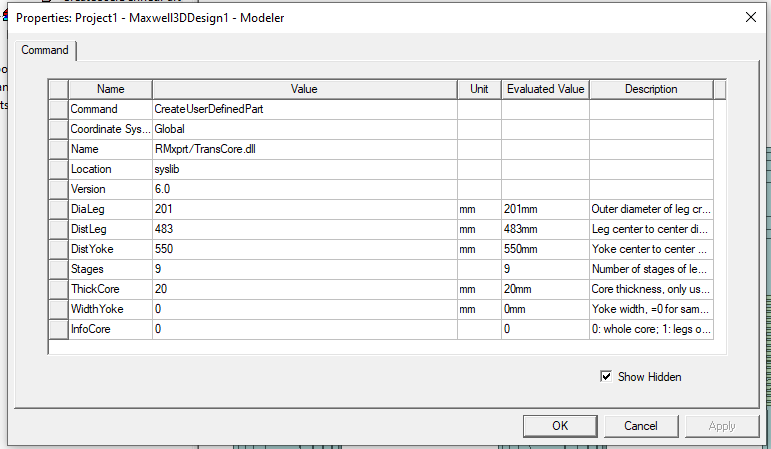 Properties: Project1 - Maxwell3DDesign1 - Modeler
Command
Name Value Unit Evaluated Value Description
Command CreateUserDefinedPart
Coordinate Sys... Global
Name RMxprt/TransCore.dll
Location syslib
Version 6.0
DiaLeg 201 mm 201mm Outer diameter of leg cr...
DistLeg 483 mm 483mm Leg center to center di...
DistYoke 550 mm 550mm Yoke center to center ...
Stages 9 9 Number of stages of le...
ThickCore 20 mm 20mm Core thickness, only us...
WidthYoke 0 mm 0mm Yoke width, =0 for sam...
InfoCore 0 0 0: whole core; 1: legs o...
Show Hidden
OK Cancel Apply